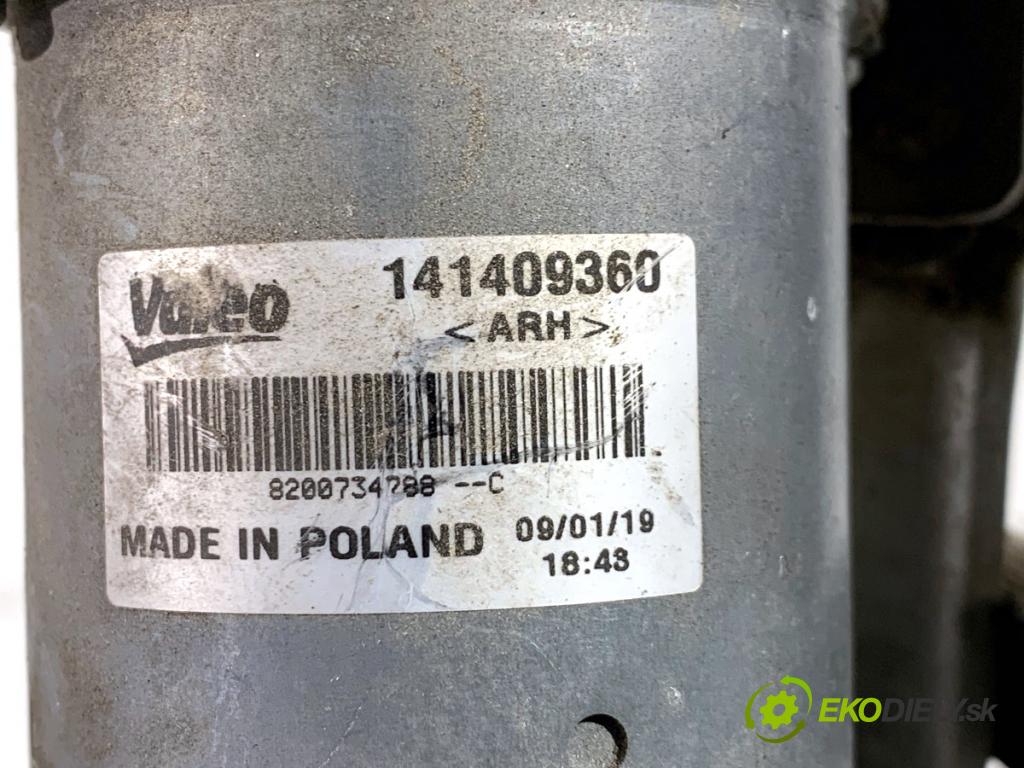 Valeo 141409360
<ARH>
8200734788 --C
MADE IN POLAND 09/01/19
18:43
EKODIELY.sk